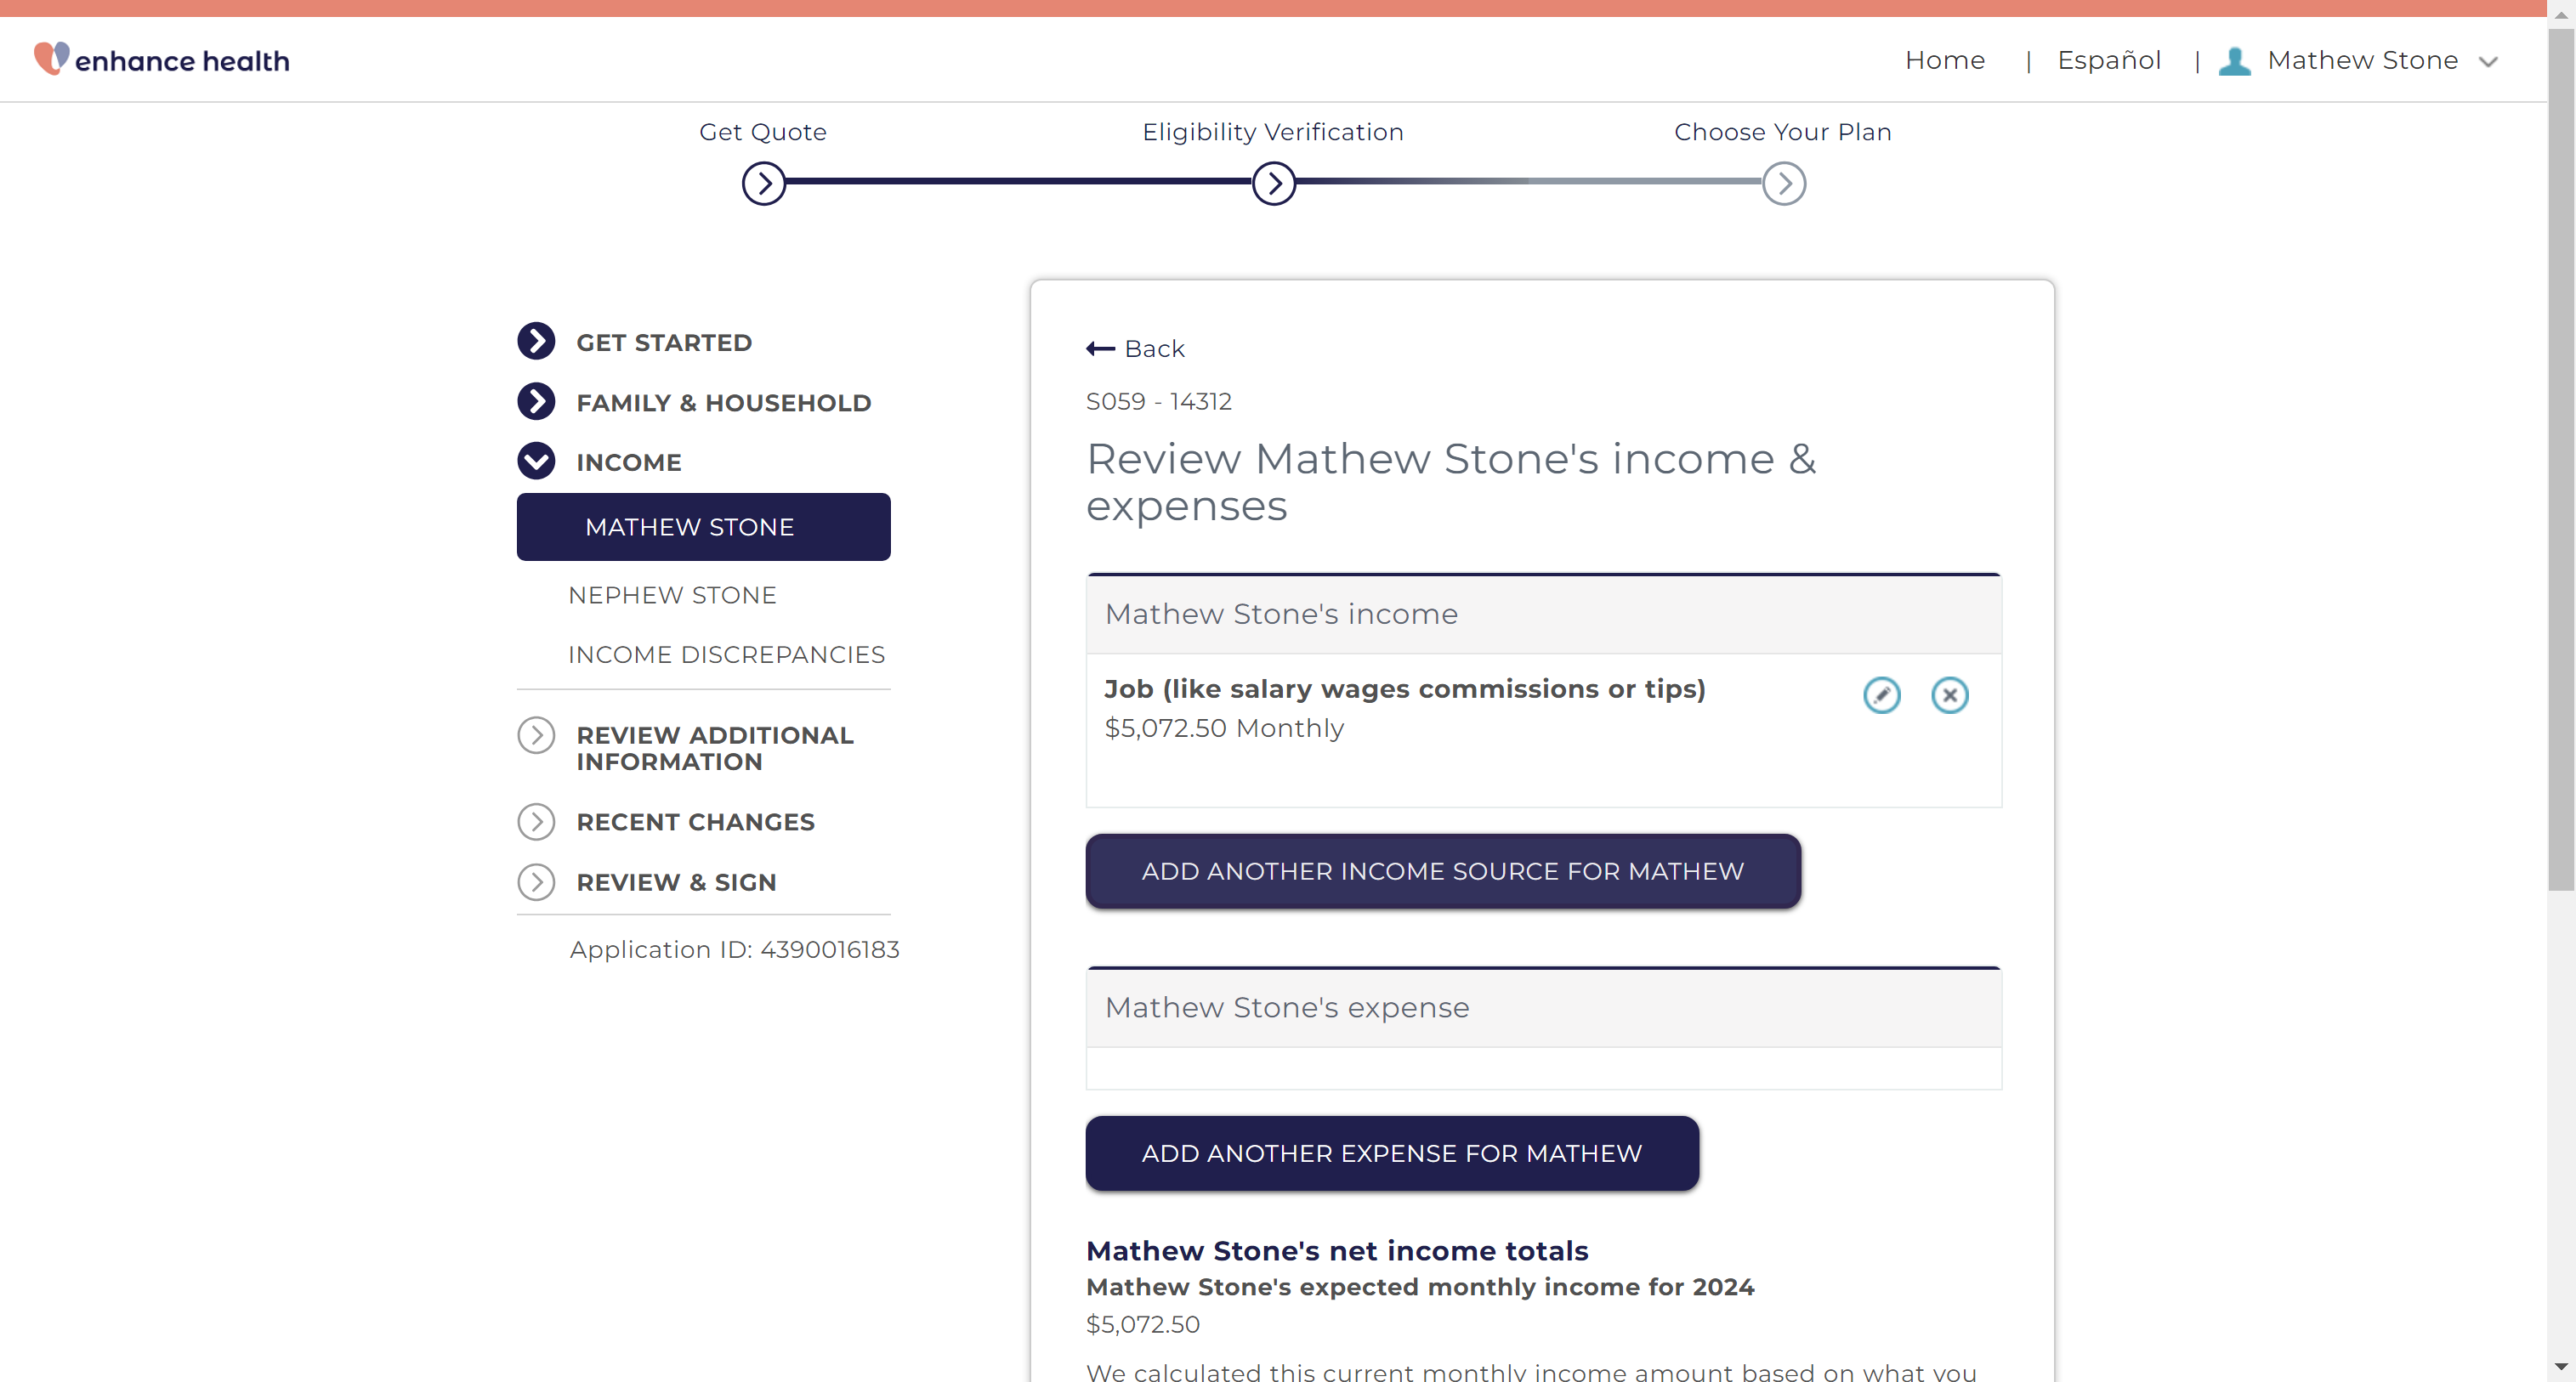 enhance health
Home | Español | Mathew Stone
Get Quote
Eligibility Verification
Choose Your Plan
GET STARTED
FAMILY & HOUSEHOLD
INCOME
MATHEW STONE
NEPHEW STONE
INCOME DISCREPANCIES
REVIEW ADDITIONAL
INFORMATION
RECENT CHANGES
REVIEW & SIGN
Application ID: 4390016183
Back
S059 - 14312
Review Mathew Stone's income &
expenses
Mathew Stone's income
Job (like salary wages commissions or tips)
$5,072.50 Monthly
ADD ANOTHER INCOME SOURCE FOR MATHEW
Mathew Stone's expense
ADD ANOTHER EXPENSE FOR MATHEW
Mathew Stone's net income totals
Mathew Stone's expected monthly income for 2024
$5,072.50
We calculated this current monthly income amount based on what you